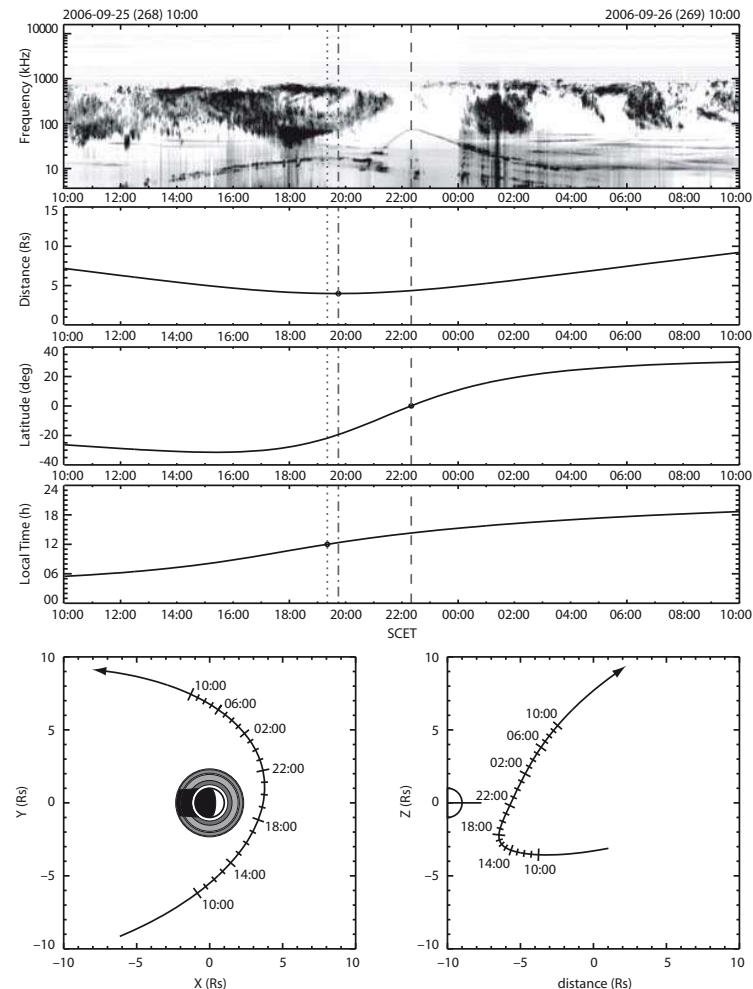 2006-09-25 (268) 10:00 2006-09-26 (269) 10:00
10000
1000
100
10
Frequency (kHz)
10:00 12:00 14:00 16:00 18:00 20:00 22:00 00:00 02:00 04:00 06:00 08:00 10:00
15
10
5
0
Distance (Rs)
10:00 12:00 14:00 16:00 18:00 20:00 22:00 00:00 02:00 04:00 06:00 08:00 10:00
40
20
0
-20
-40
Latitude (deg)
10:00 12:00 14:00 16:00 18:00 20:00 22:00 00:00 02:00 04:00 06:00 08:00 10:00
24
18
12
06
00
Local Time (h)
10:00 12:00 14:00 16:00 18:00 20:00 22:00 00:00 02:00 04:00 06:00 08:00 10:00
SCET
10
5
0
−5
−10
Y (Rs)
10:00
06:00
02:00
22:00
18:00
14:00
10:00
−10 −5 0 5 10
X (Rs)
10
5
0
−5
−10
Z (Rs)
10:00
06:00
02:00
22:00
18:00
14:00
10:00
−10 −5 0 5 10
distance (Rs)